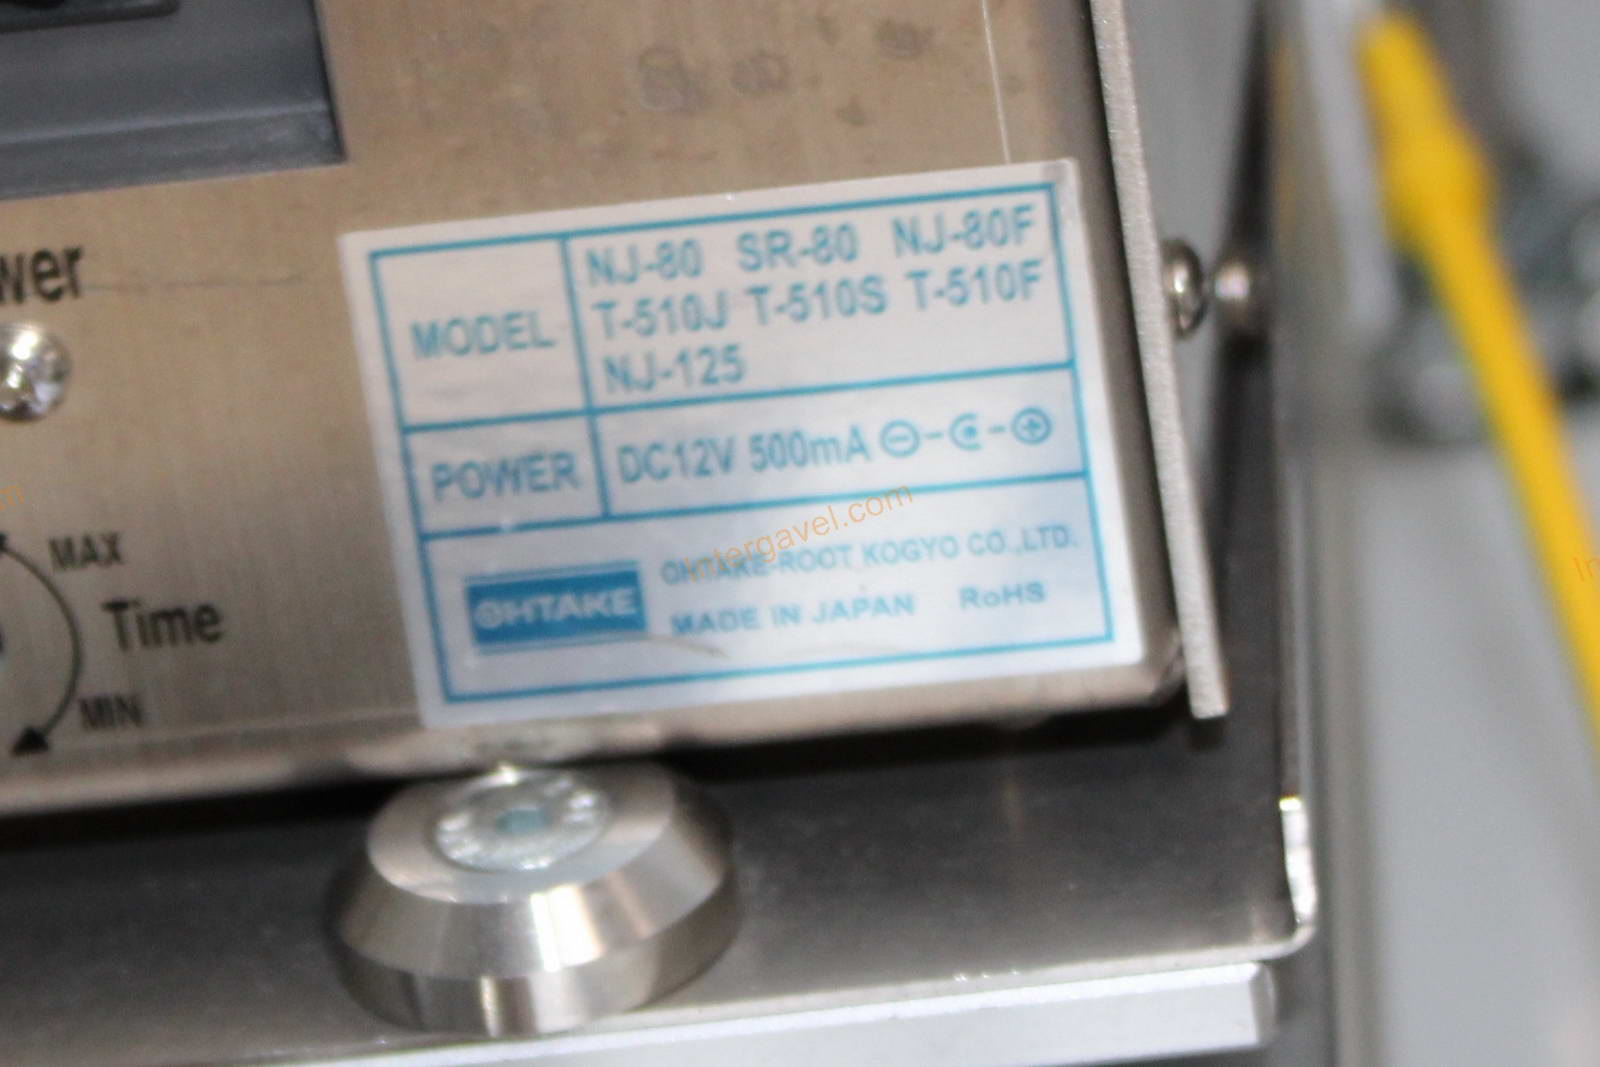 wer
MAX
Time
MIN
MODEL
NJ-80 SR-80 NJ-80F
T-510J T-510S T-510F
NJ-125
POWER
DC12V 500mA
OHTAKE
OHTAKE-ROOT KOGYO CO.,LTD.
MADE IN JAPAN RoHS
Intergavel.com